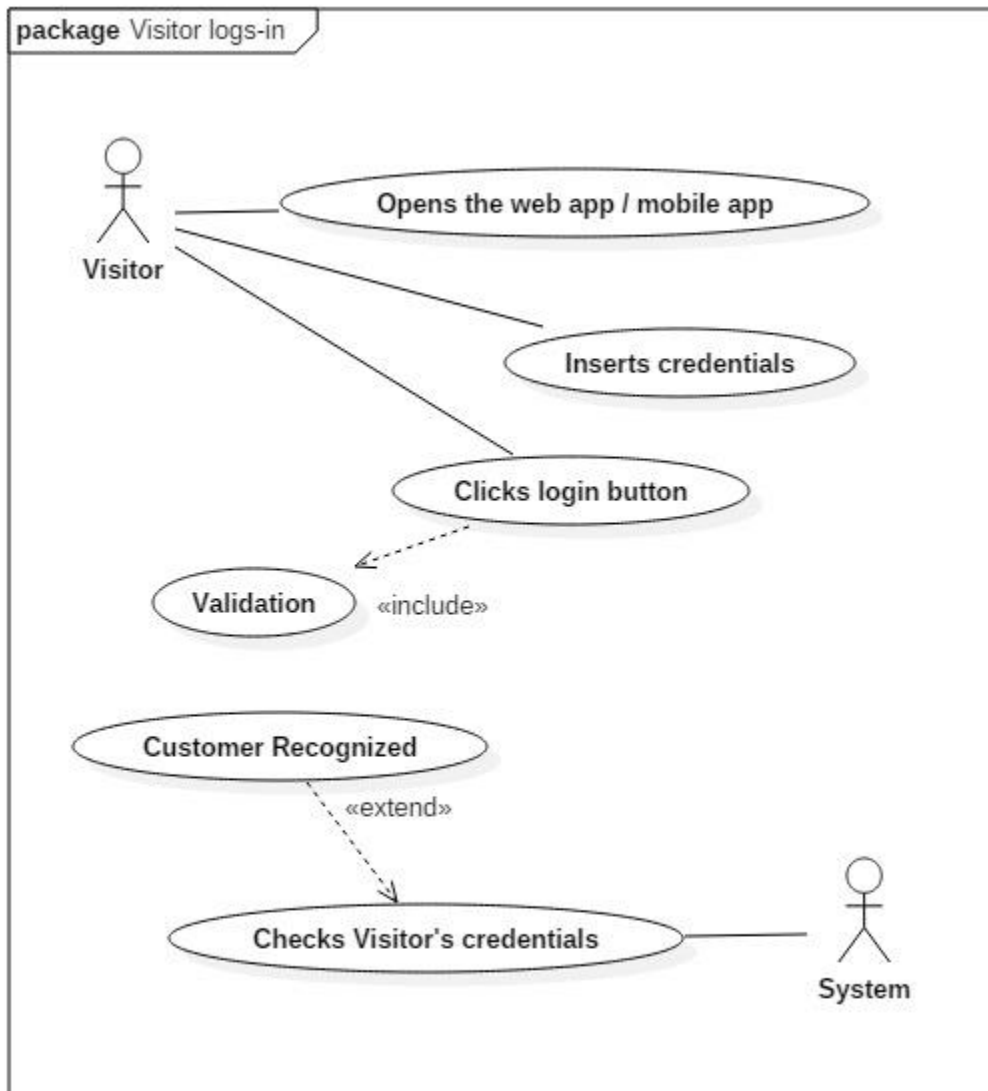 package Visitor logs-in
Opens the web app / mobile app
Visitor
Inserts credentials
Clicks login button
Validation
«include»
Customer Recognized
«extend»
Checks Visitor's credentials
System